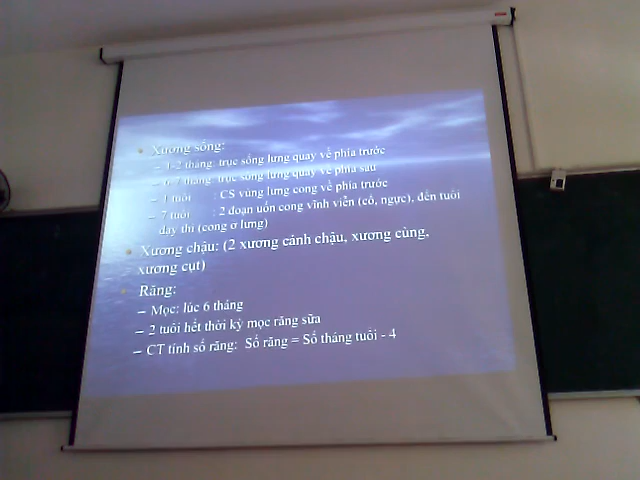 Xương sống:
– 1-2 tháng: trục sống lưng quay về phía trước
– 6-7 tháng: trục sống lưng quay về phía sau
– 1 tuổi : CS vùng lưng cong về phía trước
– 7 tuổi : 2 đoạn uốn cong vĩnh viễn (cổ, ngực), đến tuổi
dạy thì (cong ở lưng)
Xương chậu: (2 xương cánh chậu, xương cùng,
xương cụt)
Răng:
– Mọc: lúc 6 tháng
– 2 tuổi hết thời kỳ mọc răng sữa
– CT tính số răng: Số răng = Số tháng tuổi - 4